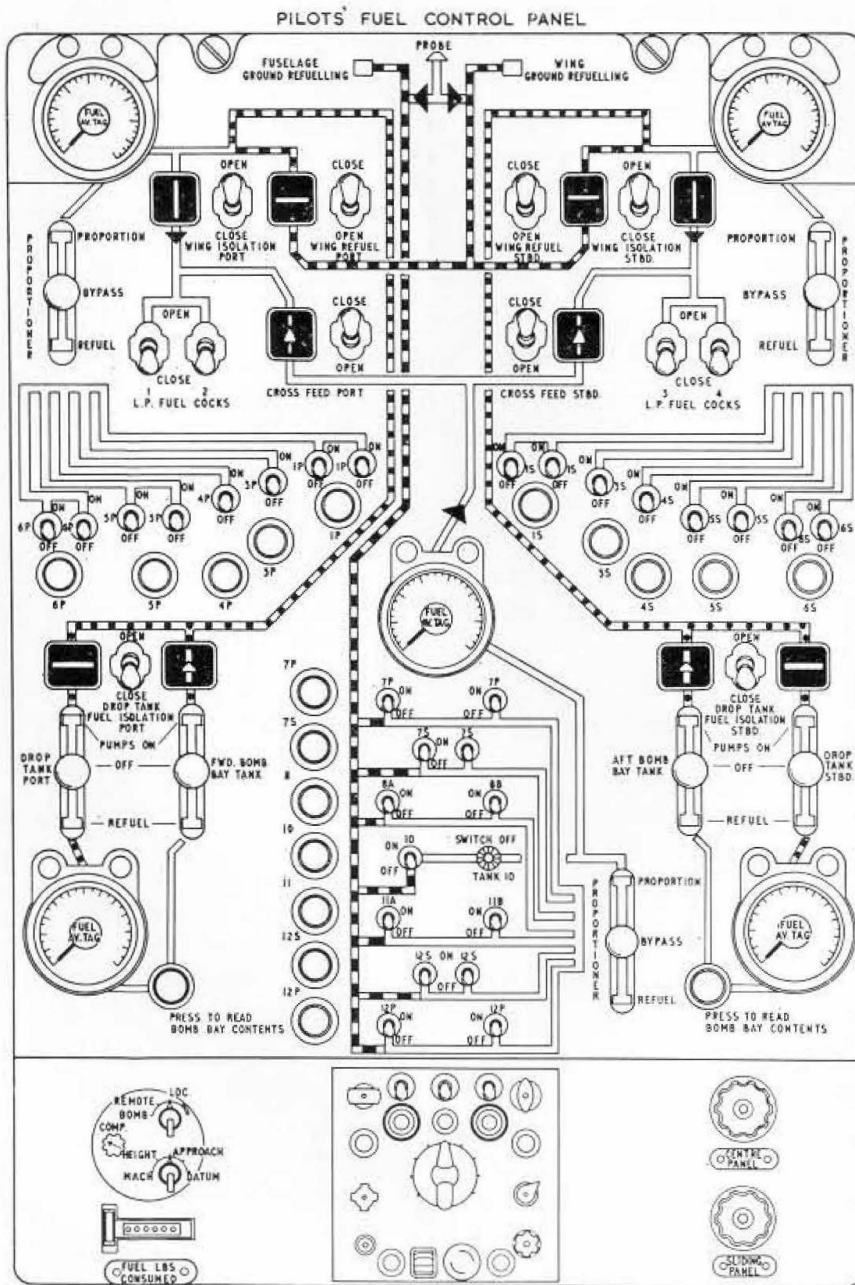 PILOTS' FUEL CONTROL PANEL
PROBE
FUSELAGE
GROUND REFUELLING
WING
GROUND REFUELLING
FUEL
AV. TAG
FUEL
AV. TAG
OPEN
CLOSE
WING ISOLATION
PORT
CLOSE
OPEN
WING REFUEL
PORT
CLOSE
OPEN
WING REFUEL
STBD.
OPEN
CLOSE
WING ISOLATION
STBD.
PROPORTIONER
PROPORTION
BYPASS
REFUEL
PROPORTION
BYPASS
REFUEL
PROPORTIONER
OPEN
CLOSE
1 2
L.P. FUEL COCKS
CLOSE
OPEN
CROSS FEED PORT
CLOSE
OPEN
CROSS FEED STBD.
OPEN
CLOSE
3 4
L.P. FUEL COCKS
ON
6P
OFF
ON
6P
OFF
ON
5P
OFF
ON
5P
OFF
ON
4P
OFF
ON
3P
OFF
ON
1P
OFF
ON
1P
OFF
ON
1S
OFF
ON
1S
OFF
ON
3S
OFF
ON
4S
OFF
ON
5S
OFF
ON
5S
OFF
ON
6S
OFF
ON
6S
OFF
6P
5P
4P
3P
1P
1S
3S
4S
5S
6S
FUEL
AV. TAG
OPEN
CLOSE
DROP TANK
FUEL ISOLATION
PORT
OPEN
CLOSE
DROP TANK
FUEL ISOLATION
STBD.
DROP
TANK
PORT
PUMPS ON
OFF
REFUEL
FWD. BOMB
BAY TANK
AFT BOMB
BAY TANK
PUMPS ON
OFF
REFUEL
DROP
TANK
STBD.
7P
7S
8
10
11
12S
12P
7P ON
OFF
7P
ON
OFF
7S ON 7S
OFF
8A ON
OFF
8B
ON
OFF
10
ON
OFF
SWITCH OFF
TANK 10
11A ON
OFF
11B
ON
OFF
12S ON 12S
OFF
12P ON
OFF
12P
ON
OFF
PROPORTIONER
PROPORTION
BYPASS
REFUEL
FUEL
AV. TAG
FUEL
AV. TAG
PRESS TO READ
BOMB BAY CONTENTS
PRESS TO READ
BOMB BAY CONTENTS
LOC.
REMOTE
BOMB
COMP.
HEIGHT
APPROACH
MACH
DATUM
FUEL LBS
CONSUMED
CENTRE
PANEL
SLIDING
PANEL